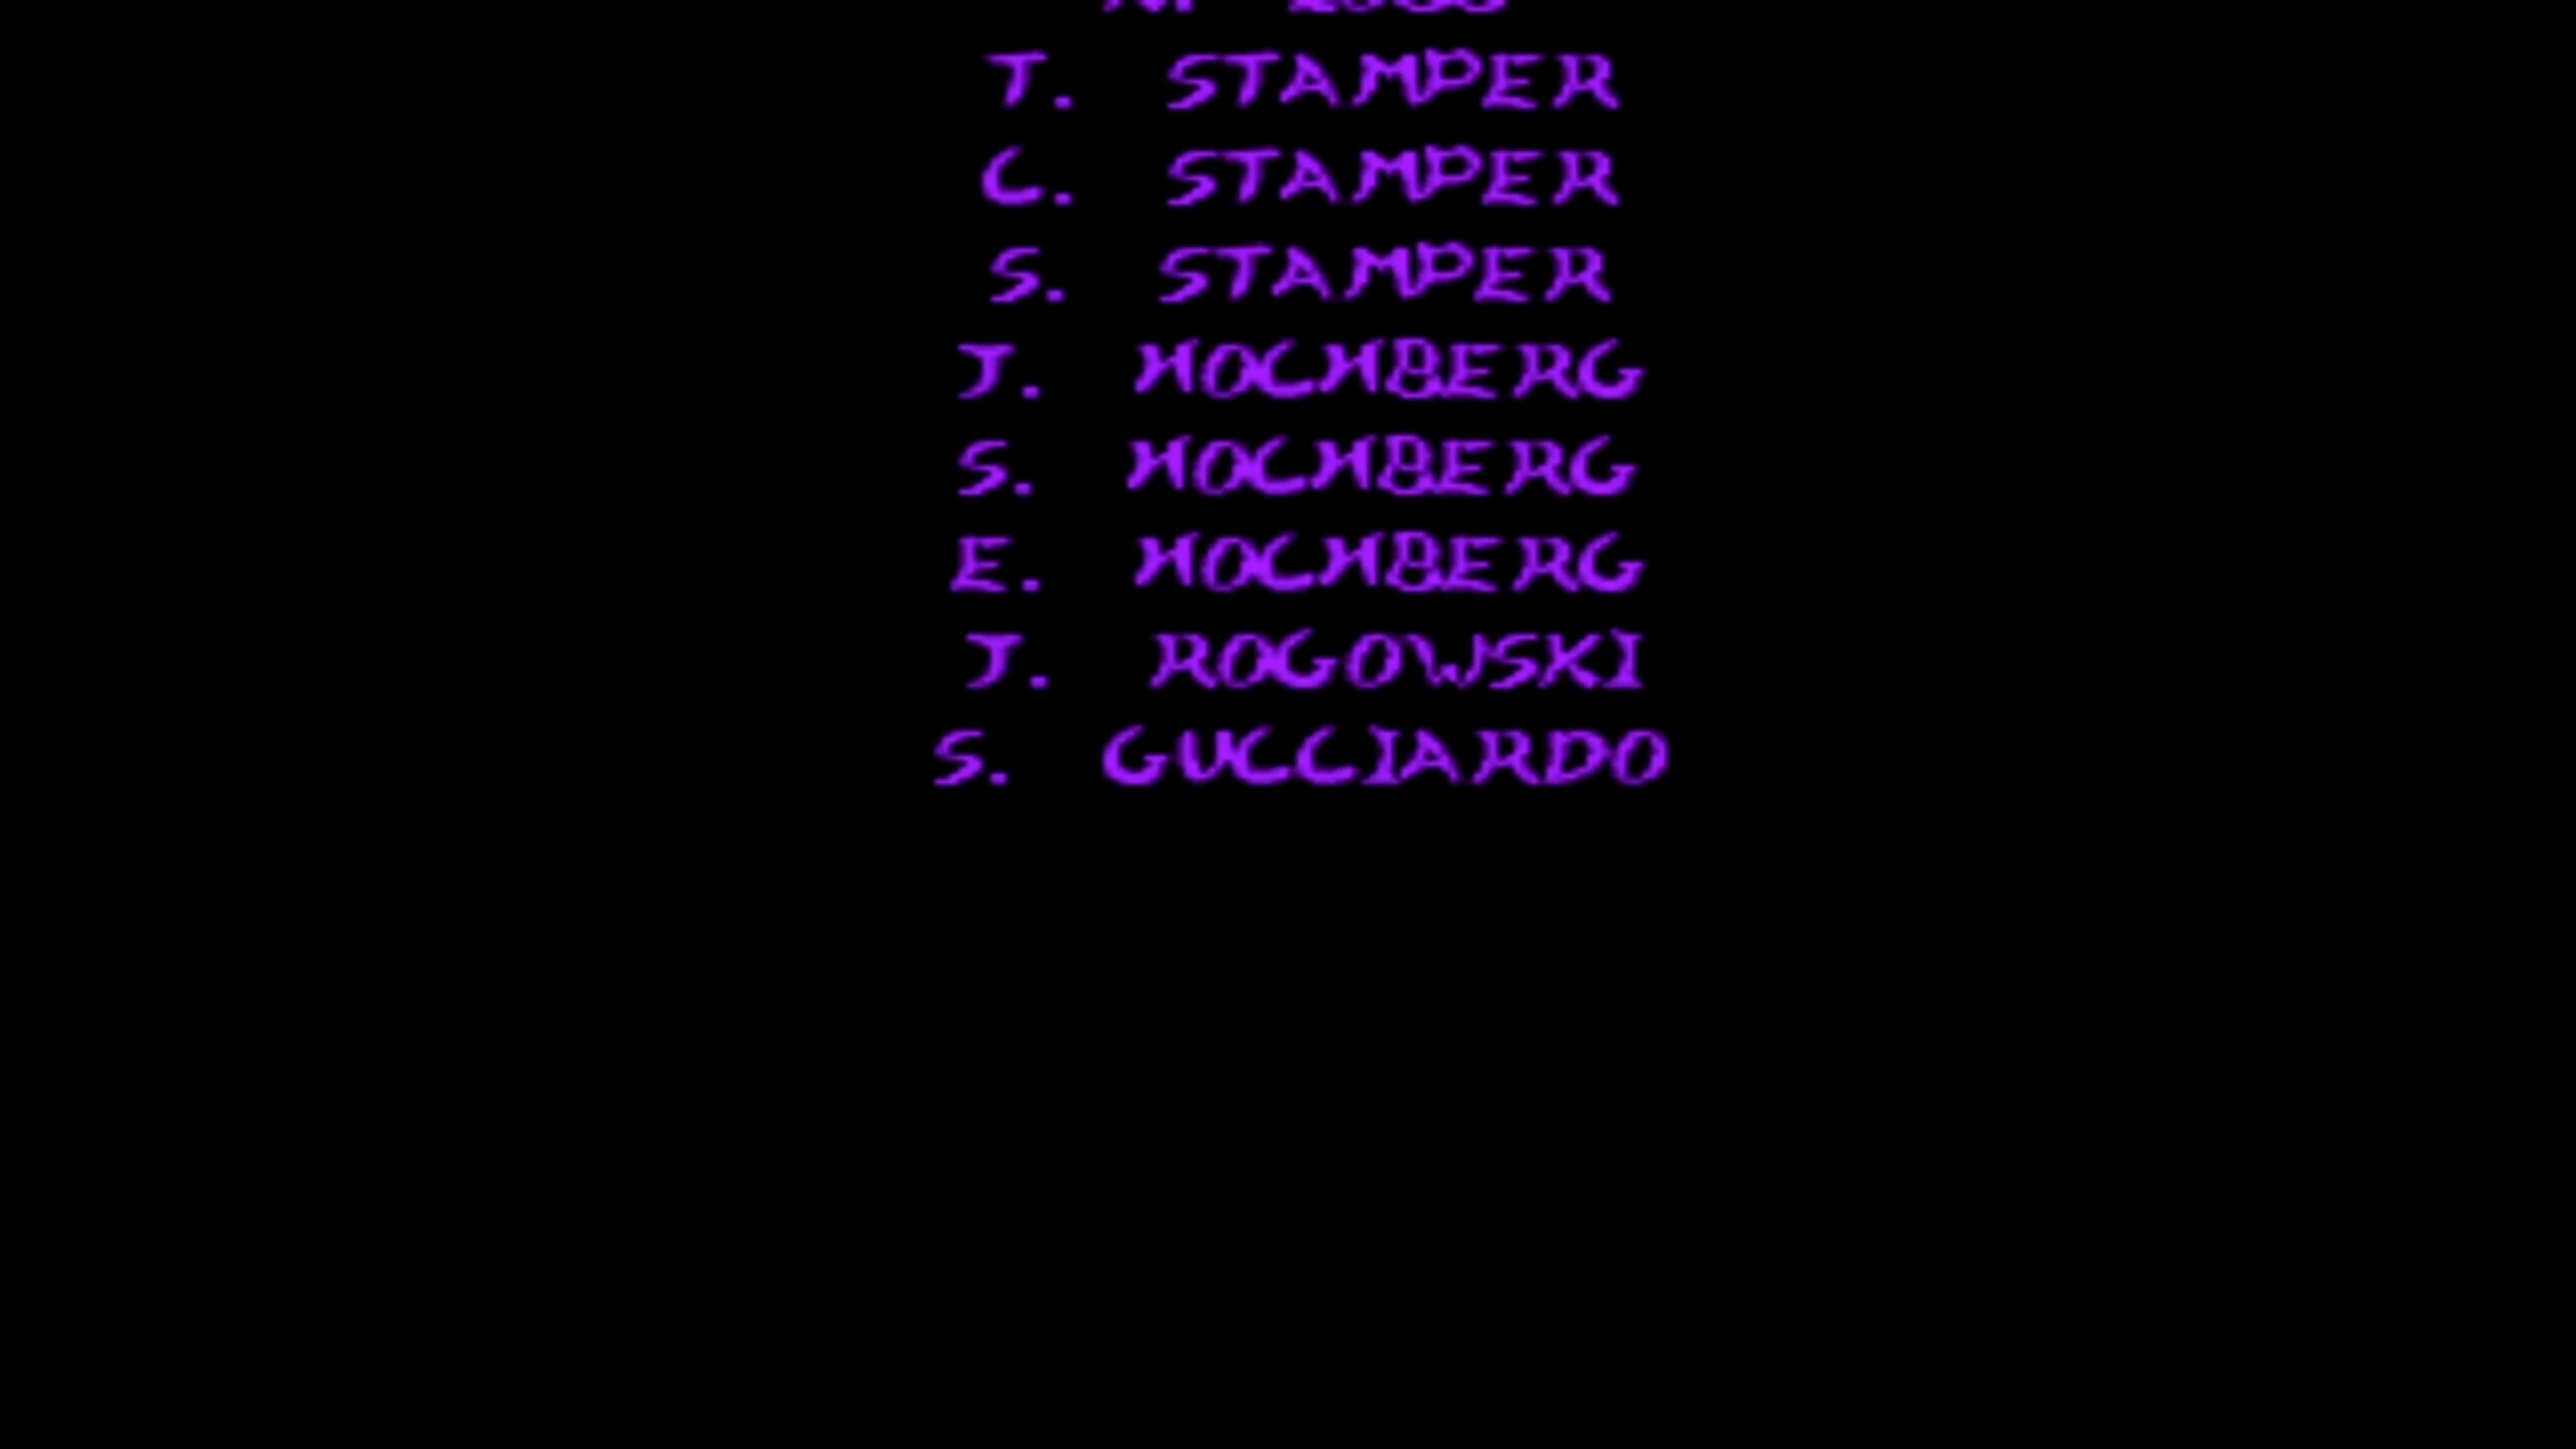 T. STAMPER
C. STAMPER
S. STAMPER
J. HOCHBERG
S. HOCHBERG
E. HOCHBERG
J. ROGOWSKI
S. GUCCIARDO